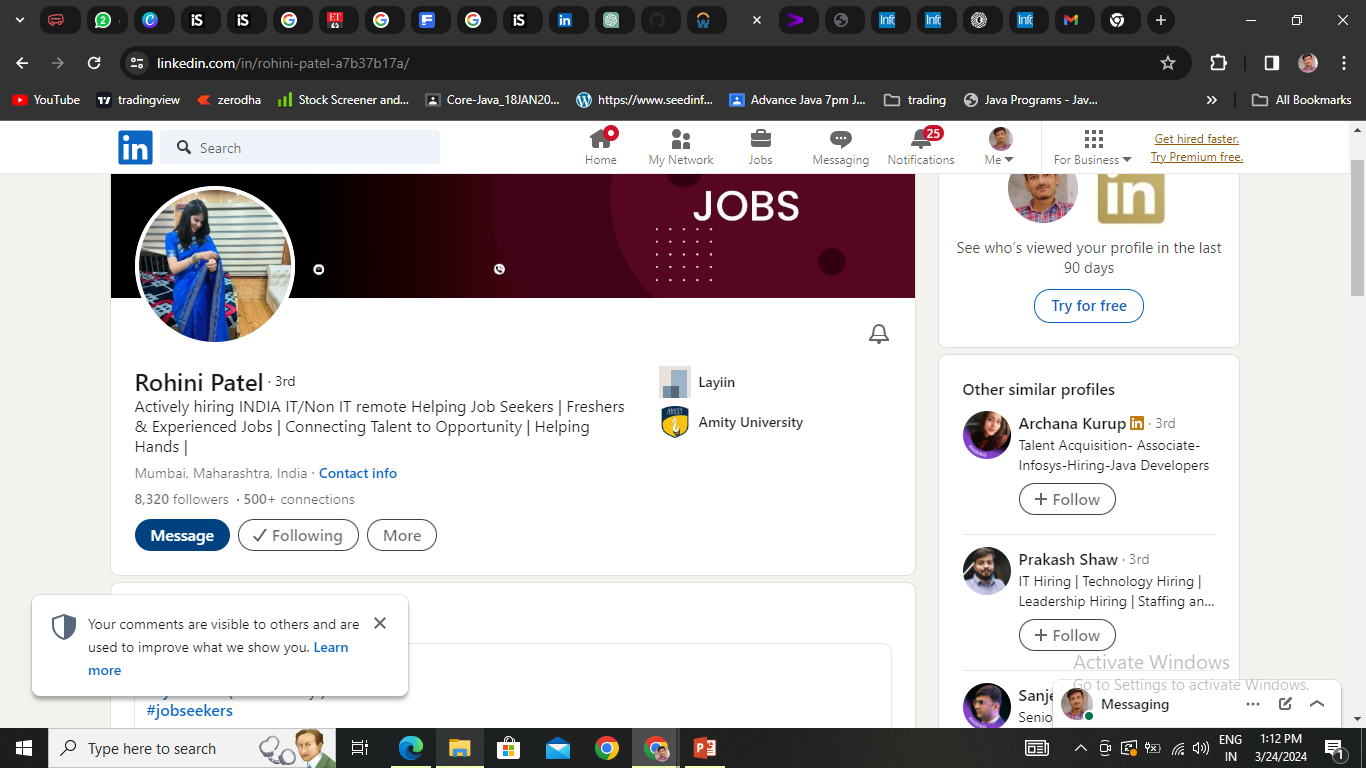 linkedin.com/in/rohini-patel-a7b37b17a/
YouTube
tradingview
zerodha
Stock Screener and...
Core-Java_18JAN20...
https://www.seedinf...
Advance Java 7pm J...
trading
Java Programs - Jav...
»
All Bookmarks
in
Search
Home
My Network
Jobs
Messaging
25
Notifications
Me
For Business
Get hired faster.
Try Premium free.
JOBS
Rohini Patel · 3rd
Actively hiring INDIA IT/Non IT remote Helping Job Seekers | Freshers
& Experienced Jobs | Connecting Talent to Opportunity | Helping
Hands |
Mumbai, Maharashtra, India · Contact info
8,320 followers · 500+ connections
Message
Following
More
Layiin
Amity University
in
See who's viewed your profile in the last
90 days
Try for free
Other similar profiles
Archana Kurup in · 3rd
Talent Acquisition- Associate-
Infosys-Hiring-Java Developers
+ Follow
Prakash Shaw · 3rd
IT Hiring | Technology Hiring |
Leadership Hiring | Staffing an...
+ Follow
Sanje
Senio
Your comments are visible to others and are
used to improve what we show you. Learn
more
#jobseekers
Activate Windows
Go to Settings to activate Windows.
Messaging
Type here to search
ENG
IN
1:12 PM
3/24/2024
1